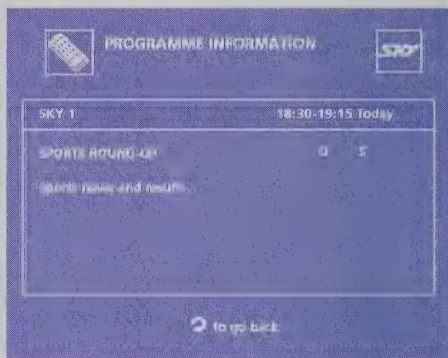 PROGRAMME INFORMATION
SKY
SKY 1 18:30-19:15 Today
SPORTS ROUND-UP G S
Sports news and results
to go back